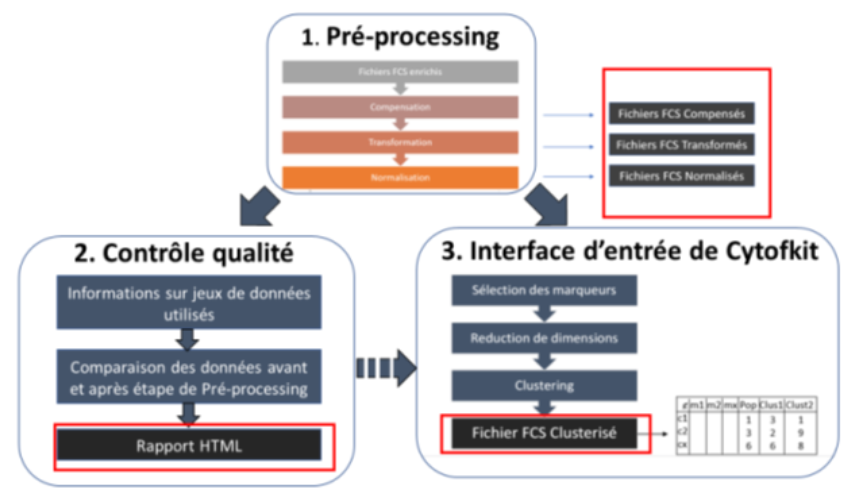 1. Pré-processing
Fichiers FCS enrichis
Compensation
Transformation
Normalisation
Fichiers FCS Compensés
Fichiers FCS Transformés
Fichiers FCS Normalisés
2. Contrôle qualité
Informations sur jeux de données
utilisés
Comparaison des données avant
et après étape de Pré-processing
Rapport HTML
3. Interface d'entrée de Cytofkit
Sélection des marqueurs
Reduction de dimensions
Clustering
Fichier FCS Clusterisé
m1 m2 mx Pop Clus1 Clust2
c1 1 3 1
c2 3 2 9
cx 6 6 8